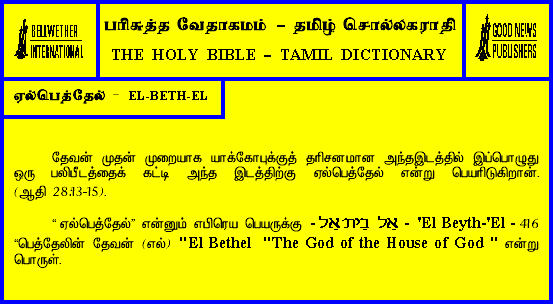 BELLWETHER
INTERNATIONAL
பரிசுத்த வேதாகமம் – தமிழ் சொல்லகராதி
THE HOLY BIBLE – TAMIL DICTIONARY
GOOD NEWS
PUBLISHERS
ஏல்பெத்தேல் – EL-BETH-EL
தேவன் முதன் முறையாக யாக்கோபுக்குத் தரிசனமான அந்தஇடத்தில் இப்பொழுது
ஒரு பலிபீடத்தைக் கட்டி அந்த இடத்திற்கு ஏல்பெத்தேல் என்று பெயரிடுகிறான்.
(ஆதி 28:13-15).
“ஏல்பெத்தேல்” என்னும் எபிரெய பெயருக்கு - אֵל בֵּית־אֵל - 'El Beyth-'El - 416
“பெத்தேலின் தேவன் (எல்) "El Bethel "The God of the House of God " என்று
பொருள்.